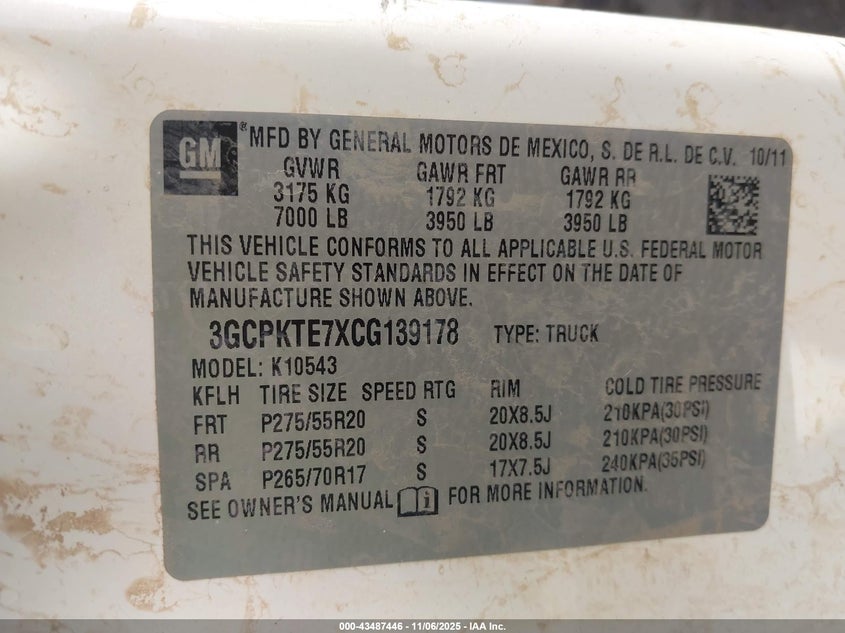 GM
® MFD BY GENERAL MOTORS DE MEXICO, S. DE R.L. DE C.V. 10/11
GVWR GAWR FRT GAWR RR
3175 KG 1792 KG 1792 KG
7000 LB 3950 LB 3950 LB
THIS VEHICLE CONFORMS TO ALL APPLICABLE U.S. FEDERAL MOTOR
VEHICLE SAFETY STANDARDS IN EFFECT ON THE DATE OF
MANUFACTURE SHOWN ABOVE.
3GCPKTE7XCG139178 TYPE: TRUCK
MODEL: K10543
KFLH TIRE SIZE SPEED RTG RIM COLD TIRE PRESSURE
FRT P275/55R20 S 20X8.5J 210KPA(30PSI)
RR P275/55R20 S 20X8.5J 210KPA(30PSI)
SPA P265/70R17 S 17X7.5J 240KPA(35PSI)
SEE OWNER'S MANUAL i FOR MORE INFORMATION.
000-43487446 - 11/06/2025 - IAA Inc.